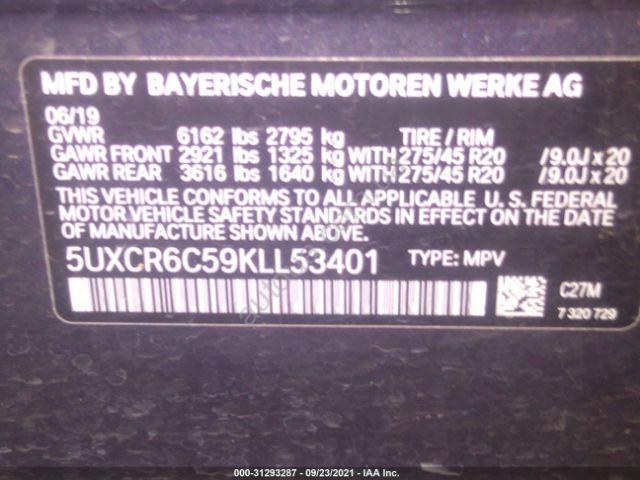 MFD BY BAYERISCHE MOTOREN WERKE AG
06/19
GVWR 6162 lbs 2795 kg TIRE / RIM
GAWR FRONT 2921 lbs 1325 kg WITH 275/45 R20 /9.0J x 20
GAWR REAR 3616 lbs 1640 kg WITH 275/45 R20 /9.0J x 20
THIS VEHICLE CONFORMS TO ALL APPLICABLE U.S. FEDERAL
MOTOR VEHICLE SAFETY STANDARDS IN EFFECT ON THE DATE
OF MANUFACTURE SHOWN ABOVE.
5UXCR6C59KLL53401 TYPE: MPV
C27M
7 320 729
000-31293287 - 09/23/2021 - IAA Inc.